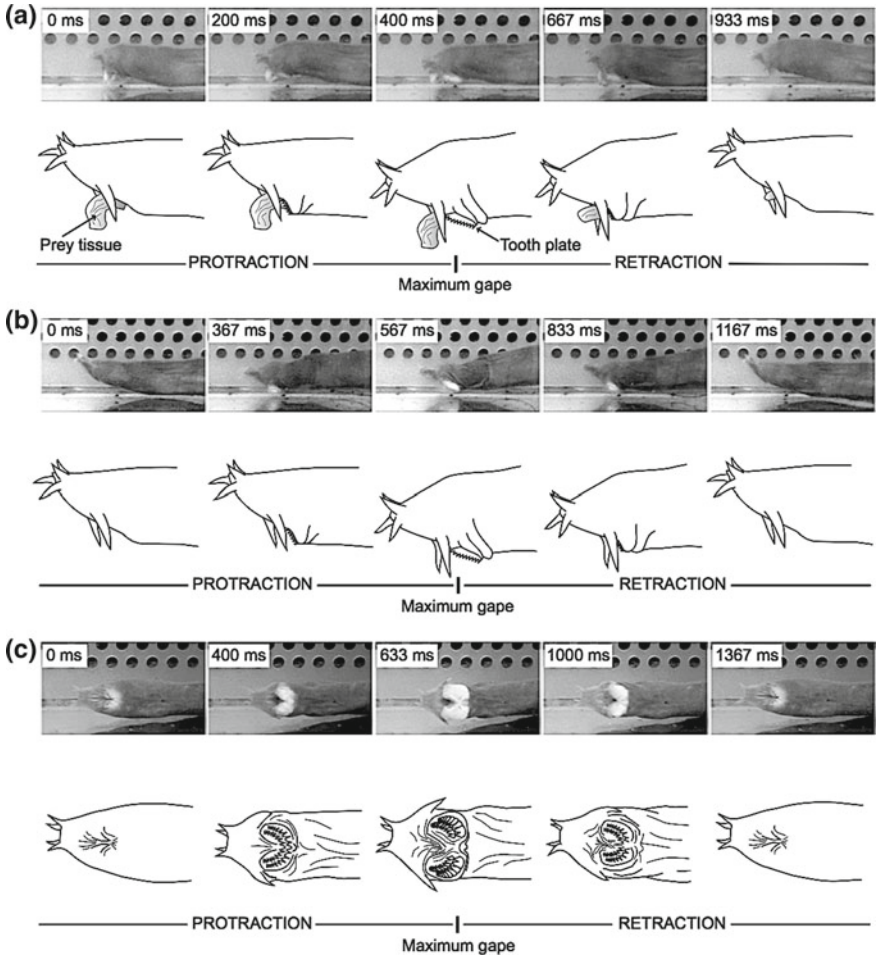 (a)
0 ms 200 ms 400 ms 667 ms 933 ms
Prey tissue
Tooth plate
PROTRACTION RETRACTION
Maximum gape
(b)
0 ms 367 ms 567 ms 833 ms 1167 ms
PROTRACTION RETRACTION
Maximum gape
(c)
0 ms 400 ms 633 ms 1000 ms 1367 ms
PROTRACTION RETRACTION
Maximum gape